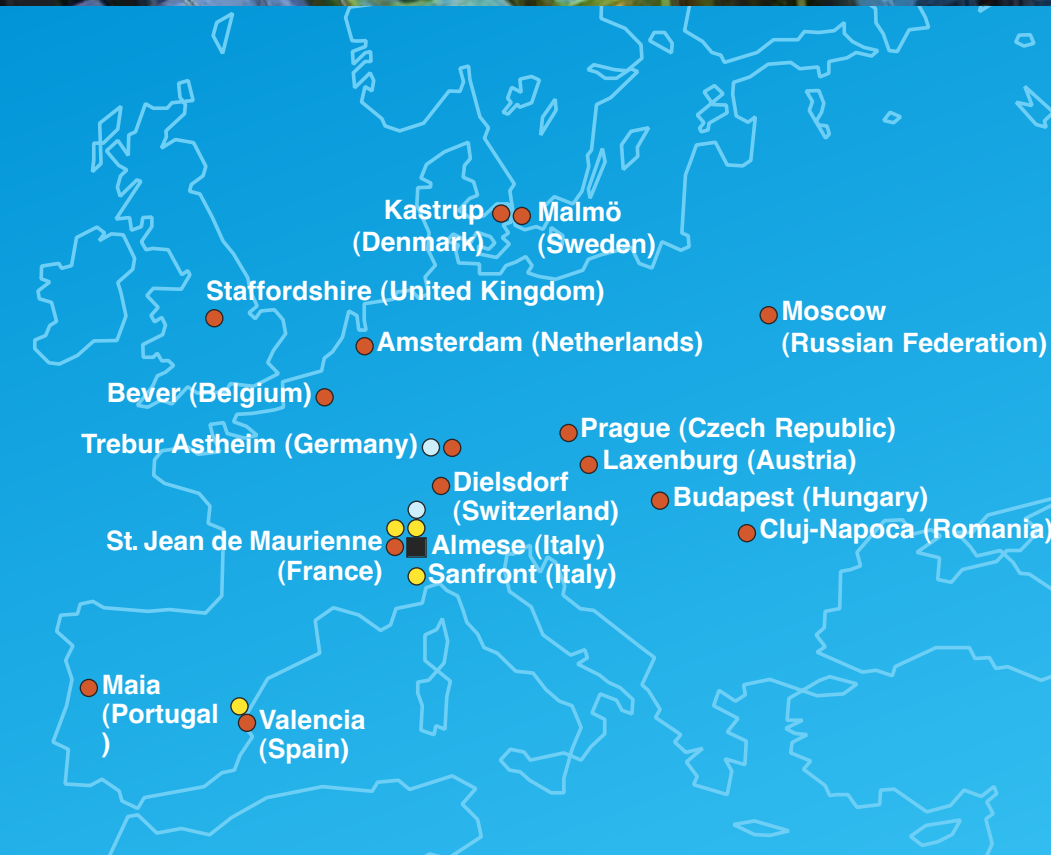 Kastrup
(Denmark)
Malmö
(Sweden)
Staffordshire (United Kingdom)
Moscow
(Russian Federation)
Amsterdam (Netherlands)
Bever (Belgium)
Prague (Czech Republic)
Trebur Astheim (Germany)
Laxenburg (Austria)
Dielsdorf
(Switzerland)
Budapest (Hungary)
Cluj-Napoca (Romania)
St. Jean de Maurienne
(France)
Almese (Italy)
Sanfront (Italy)
Maia
(Portugal
)
Valencia
(Spain)